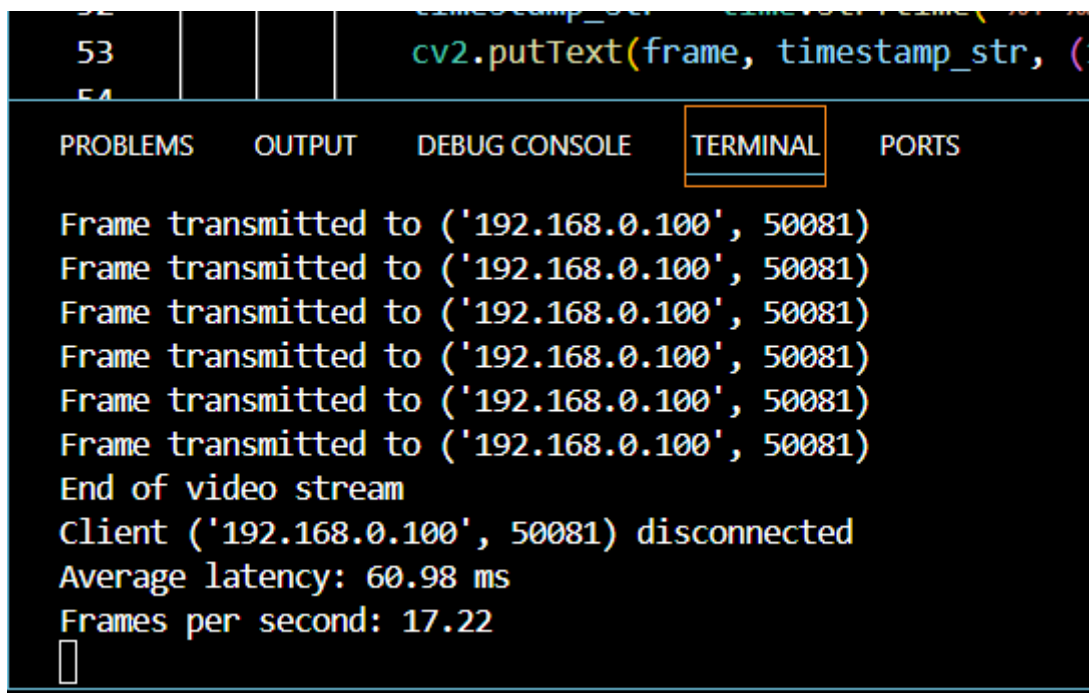 53 cv2.putText(frame, timestamp_str, (
PROBLEMS OUTPUT DEBUG CONSOLE TERMINAL PORTS
Frame transmitted to ('192.168.0.100', 50081)
Frame transmitted to ('192.168.0.100', 50081)
Frame transmitted to ('192.168.0.100', 50081)
Frame transmitted to ('192.168.0.100', 50081)
Frame transmitted to ('192.168.0.100', 50081)
Frame transmitted to ('192.168.0.100', 50081)
End of video stream
Client ('192.168.0.100', 50081) disconnected
Average latency: 60.98 ms
Frames per second: 17.22